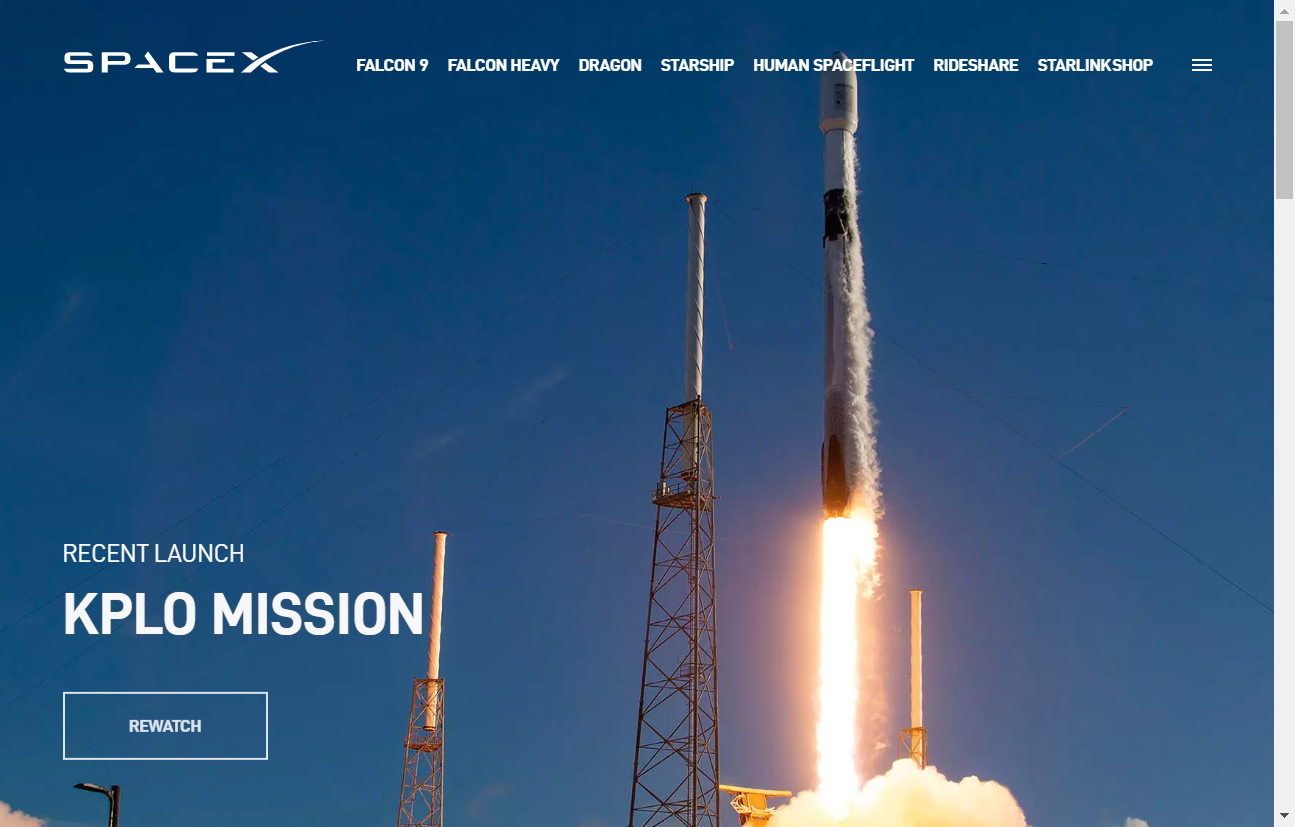 SPACEX FALCON 9 FALCON HEAVY DRAGON STARSHIP HUMAN SPACEFLIGHT RIDESHARE STARLINK SHOP
RECENT LAUNCH
KPLO MISSION
REWATCH